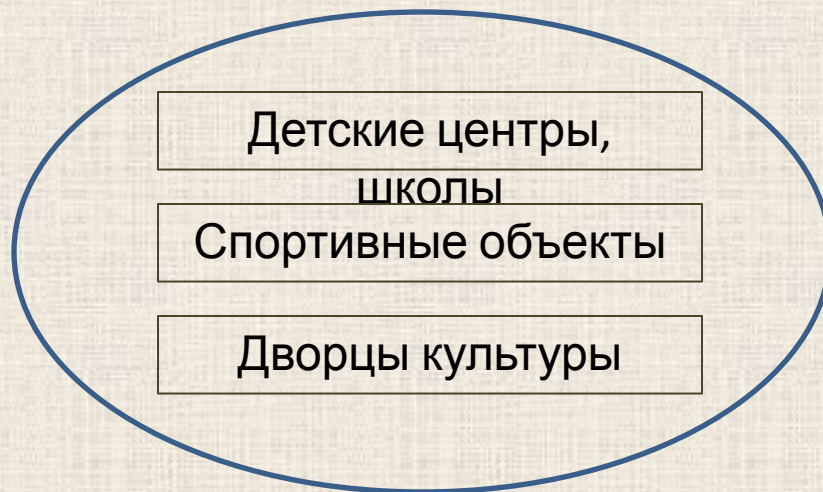 Детские центры,
школы
Спортивные объекты
Дворцы культуры